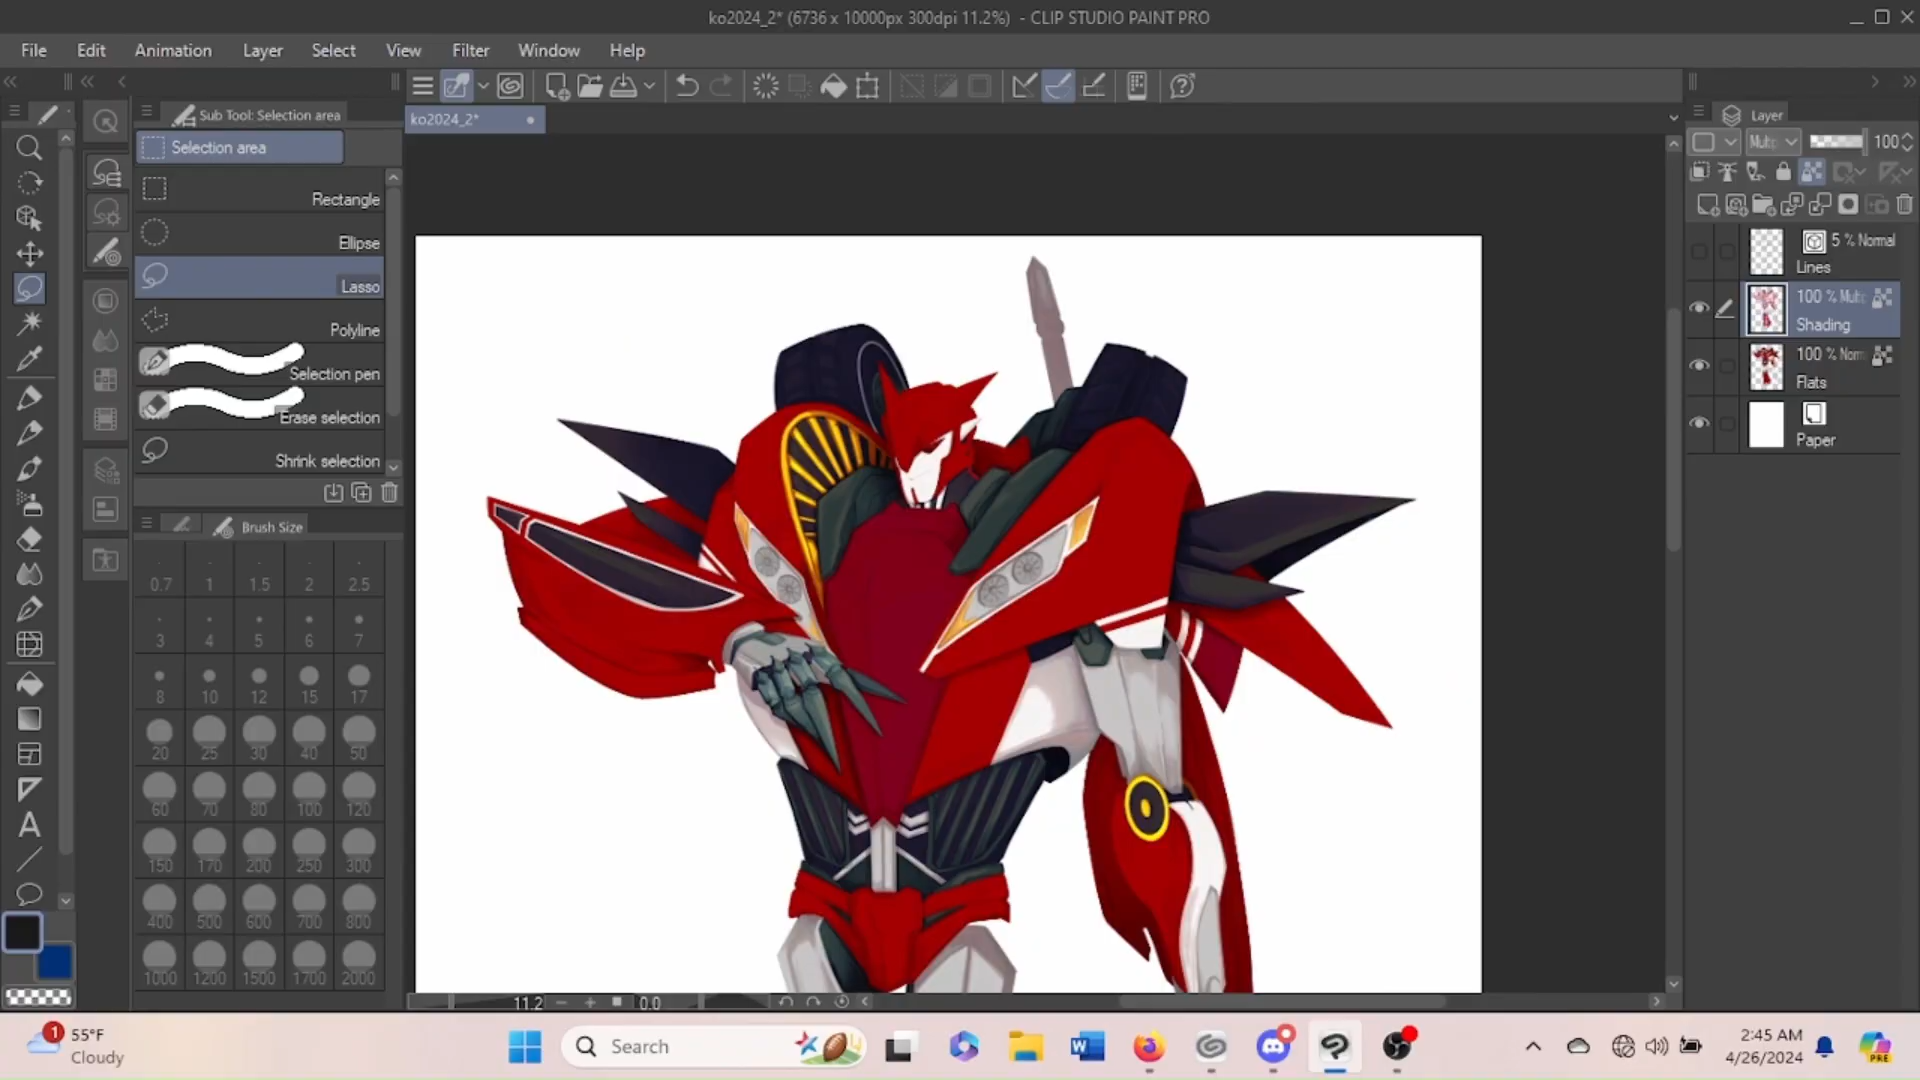 ko2024_2* (6736 x 10000px 300dpi 11.2%) - CLIP STUDIO PAINT PRO
File Edit Animation Layer Select View Filter Window Help
ko2024_2*
Sub Tool: Selection area
Selection area
Rectangle
Ellipse
Lasso
Polyline
Selection pen
Erase selection
Shrink selection
Brush Size
0.7 1 1.5 2 2.5
3 4 5 6 7
8 10 12 15 17
20 25 30 40 50
60 70 80 100 120
150 170 200 250 300
400 500 600 700 800
1000 1200 1500 1700 2000
A
11.2 0.0
Layer
100
5 % Normal
Lines
100 %
Shading
100 % Norm
Flats
Paper
1
55°F
Cloudy
Search
W
2:45 AM
4/26/2024
PRE